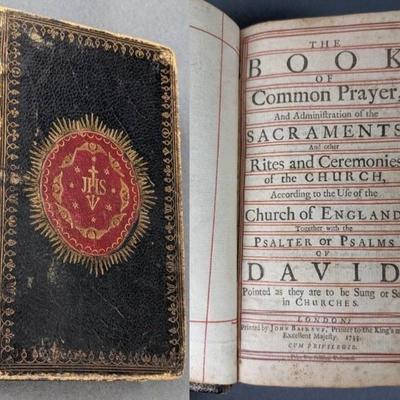 IHS
THE
BOOK
OF
Common Prayer,
And Administration of the
SACRAMENTS
And other
Rites and Ceremonies
of the CHURCH,
According to the Use of the
Church of ENGLAND
Together with the
PSALTER or PSALMS
OF
DAVID
Pointed as they are to be Sung or
in CHURCHES.
LONDON:
Printed by JOHN BASKETT, Printer to the King's
Excellent Majesty.
CUM PRIVILEGIO.